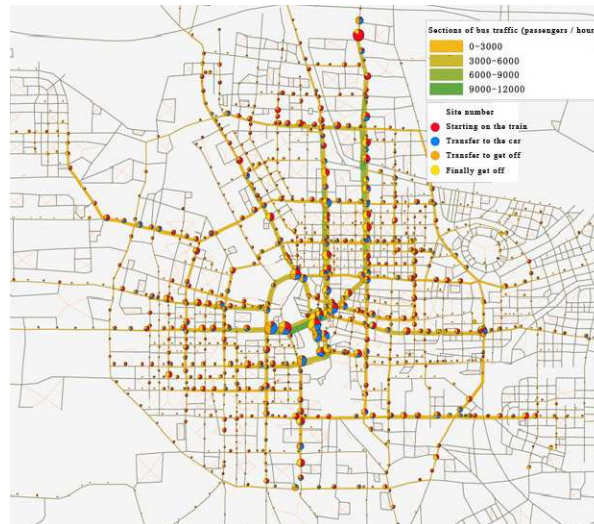 Sections of bus traffic (passengers / hour
0-3000
3000-6000
6000-9000
9000-12000
Site number
Starting on the train
Transfer to the car
Transfer to get off
Finally get off